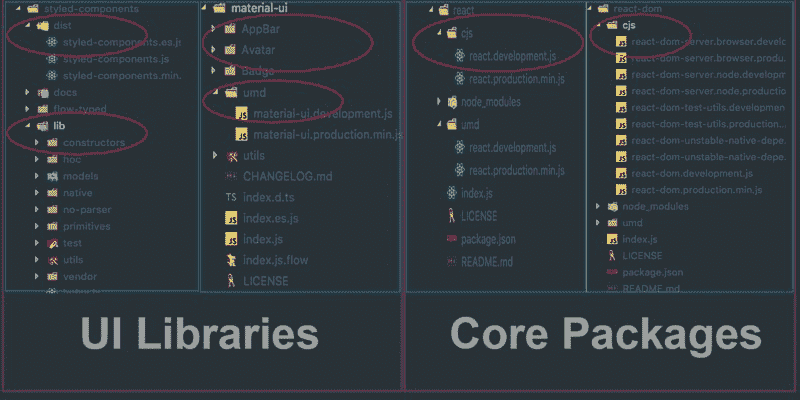 styled-components
dist
styled-components.es.j
styled-components.js
styled-components.min.
docs
flow-typed
lib
constructors
hoc
models
native
no-parser
primitives
test
utils
vendor
material-ui
AppBar
Avatar
Badge
umd
material-ui.development.js
material-ui.production.min.js
utils
CHANGELOG.md
index.d.ts
index.es.js
index.js
index.js.flow
LICENSE
react
cjs
react.development.js
react.production.min.js
node_modules
umd
react.development.js
react.production.min.js
index.js
LICENSE
package.json
README.md
react-dom
cjs
react-dom-server.browser.develc
react-dom-server.browser.produ.
react-dom-server.node.developm
react-dom-server.node.productio
react-dom-test-utils.developmen
react-dom-test-utils.production...
react-dom-unstable-native-depe.
react-dom-unstable-native-depe.
react-dom.development.js
react-dom.production.min.js
node_modules
umd
index.js
LICENSE
package.json
README.md
UI Libraries
Core Packages